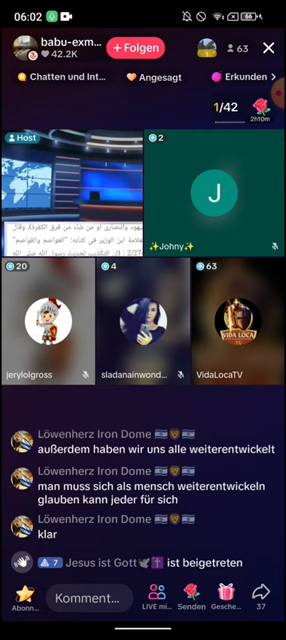 06:02
66
babu-exm...
42.2K
+ Folgen
63
Chatten und Int...
Angesagt
Erkunden
1/42
2h10m
Host
2
J
✨Johny✨
20
4
63
VIDA LOCA
jerylolgross
sladanainwond...
VidaLocaTV
Löwenherz Iron Dome 🇮🇱🦁🇮🇱
außerdem haben wir uns alle weiterentwickelt
Löwenherz Iron Dome 🇮🇱🦁🇮🇱
man muss sich als mensch weiterentwickeln
glauben kann jeder für sich
Löwenherz Iron Dome 🇮🇱🦁🇮🇱
klar
7 Jesus ist Gott🕊✝ ist beigetreten
Abonn...
Komment...
LIVE mi...
Senden
Gesche...
37